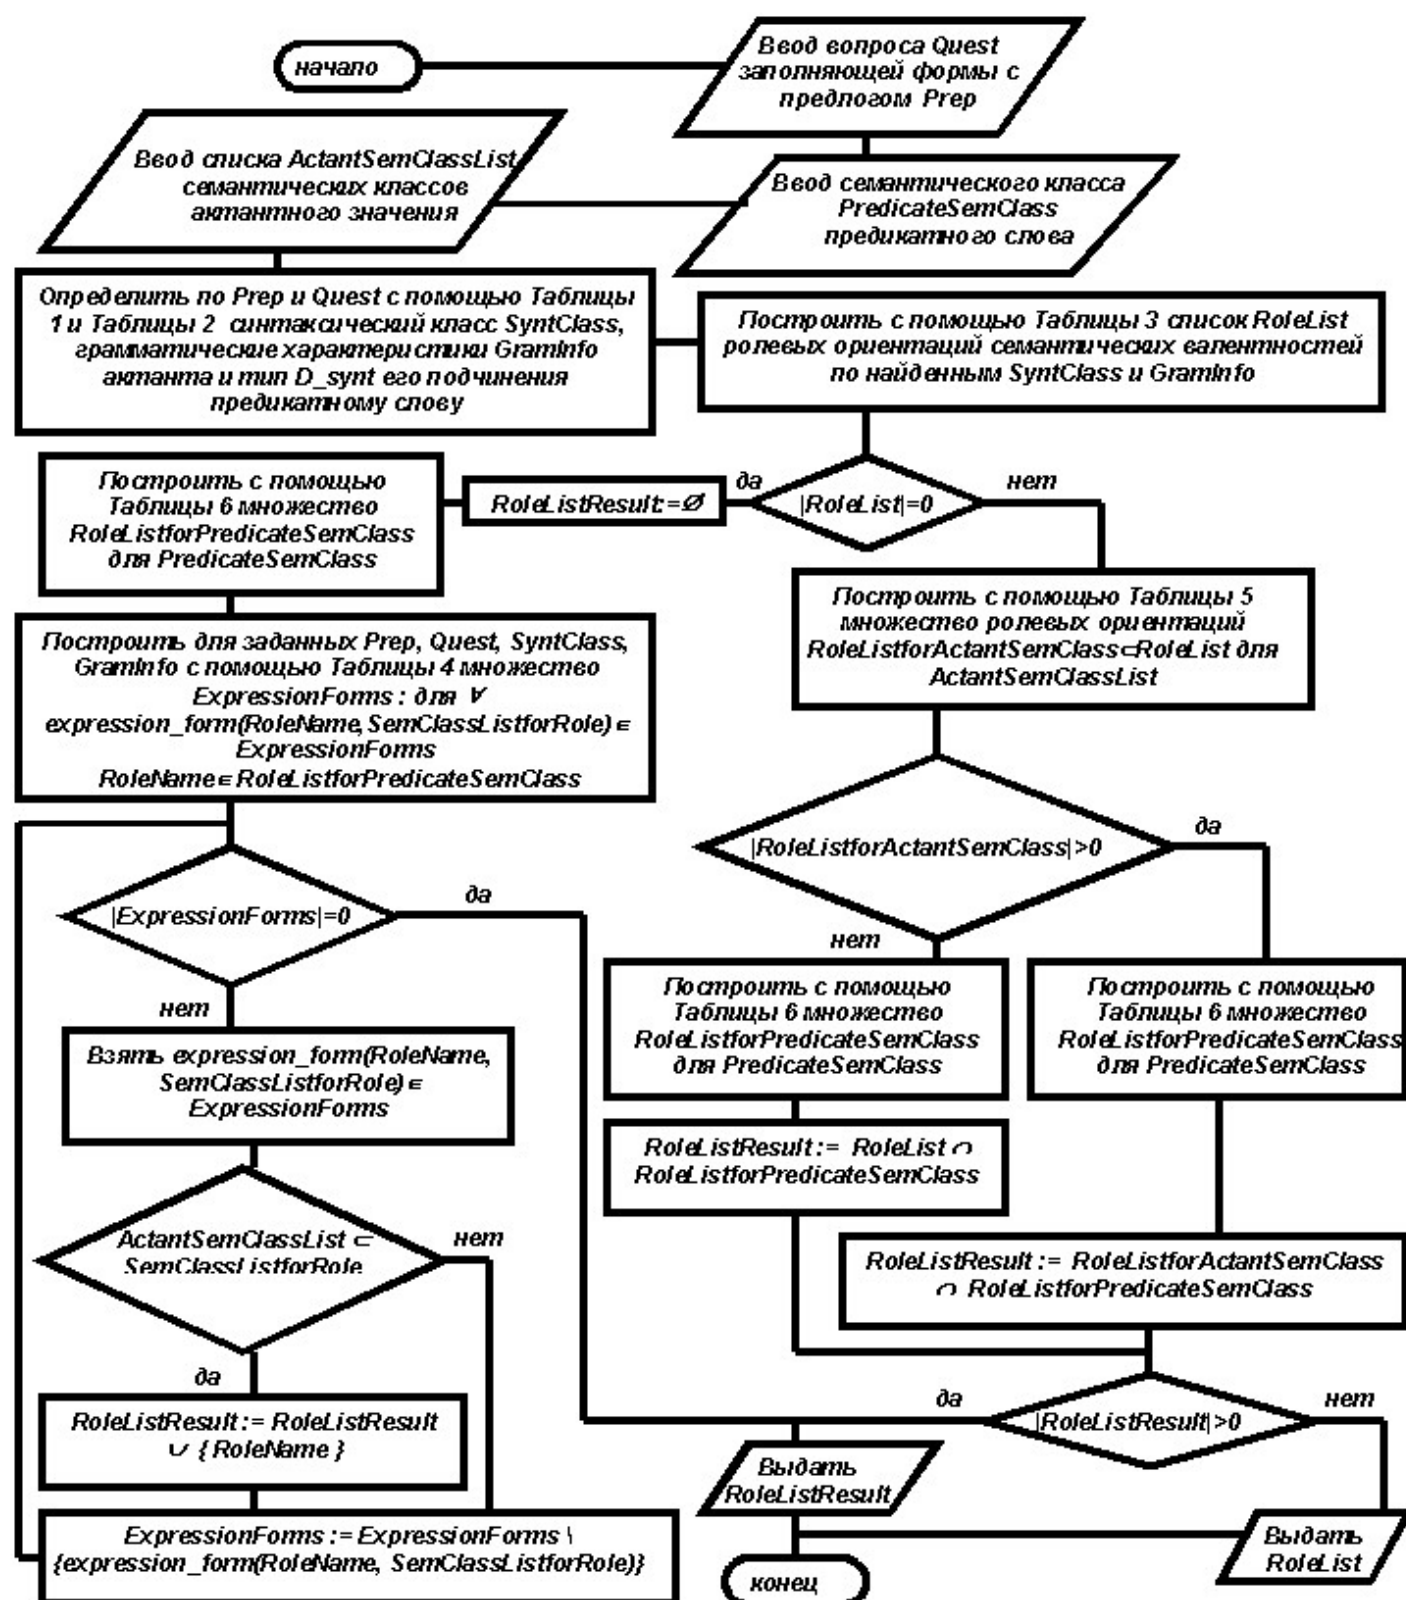 начало
Ввод вопроса Quest
заполняющей формы с
предлогом Prep
Ввод списка ActantSemClassList
семантических классов
актантного значения
Ввод семантического класса
PredicateSemClass
предикатного слова
Определить по Prep и Quest с помощью Таблицы
1 и Таблицы 2 синтаксический класс SyntClass,
грамматические характеристики GramInfo
актанта и тип D_synt его подчинения
предикатному слову
Построить с помощью Таблицы 3 список RoleList
ролевых ориентаций семантических валентностей
по найденным SyntClass и GramInfo
Построить с помощью
Таблицы 6 множество
RoleListforPredicateSemClass
для PredicateSemClass
RoleListResult:=∅
да
|RoleList|=0
нет
Построить с помощью Таблицы 5
множество ролевых ориентаций
RoleListforActantSemClass⊂RoleList для
ActantSemClassList
Построить для заданных Prep, Quest, SyntClass,
GramInfo с помощью Таблицы 4 множество
ExpressionForms : для ∀
expression_form(RoleName,SemClassListforRole)∈
ExpressionForms
RoleName∈RoleListforPredicateSemClass
|RoleListforActantSemClass|>0
да
нет
|ExpressionForms|=0
да
нет
Построить с помощью
Таблицы 6 множество
RoleListforPredicateSemClass
для PredicateSemClass
Построить с помощью
Таблицы 6 множество
RoleListforPredicateSemClass
для PredicateSemClass
Взять expression_form(RoleName,
SemClassListforRole)∈
ExpressionForms
RoleListResult := RoleList ∩
RoleListforPredicateSemClass
ActantSemClassList ⊂
SemClassListforRole
нет
да
RoleListResult := RoleListforActantSemClass
∩ RoleListforPredicateSemClass
RoleListResult := RoleListResult
∪ { RoleName }
да
|RoleListResult|>0
нет
Выдать
RoleListResult
ExpressionForms := ExpressionForms \
{expression_form(RoleName, SemClassListforRole)}
Выдать
RoleList
конец